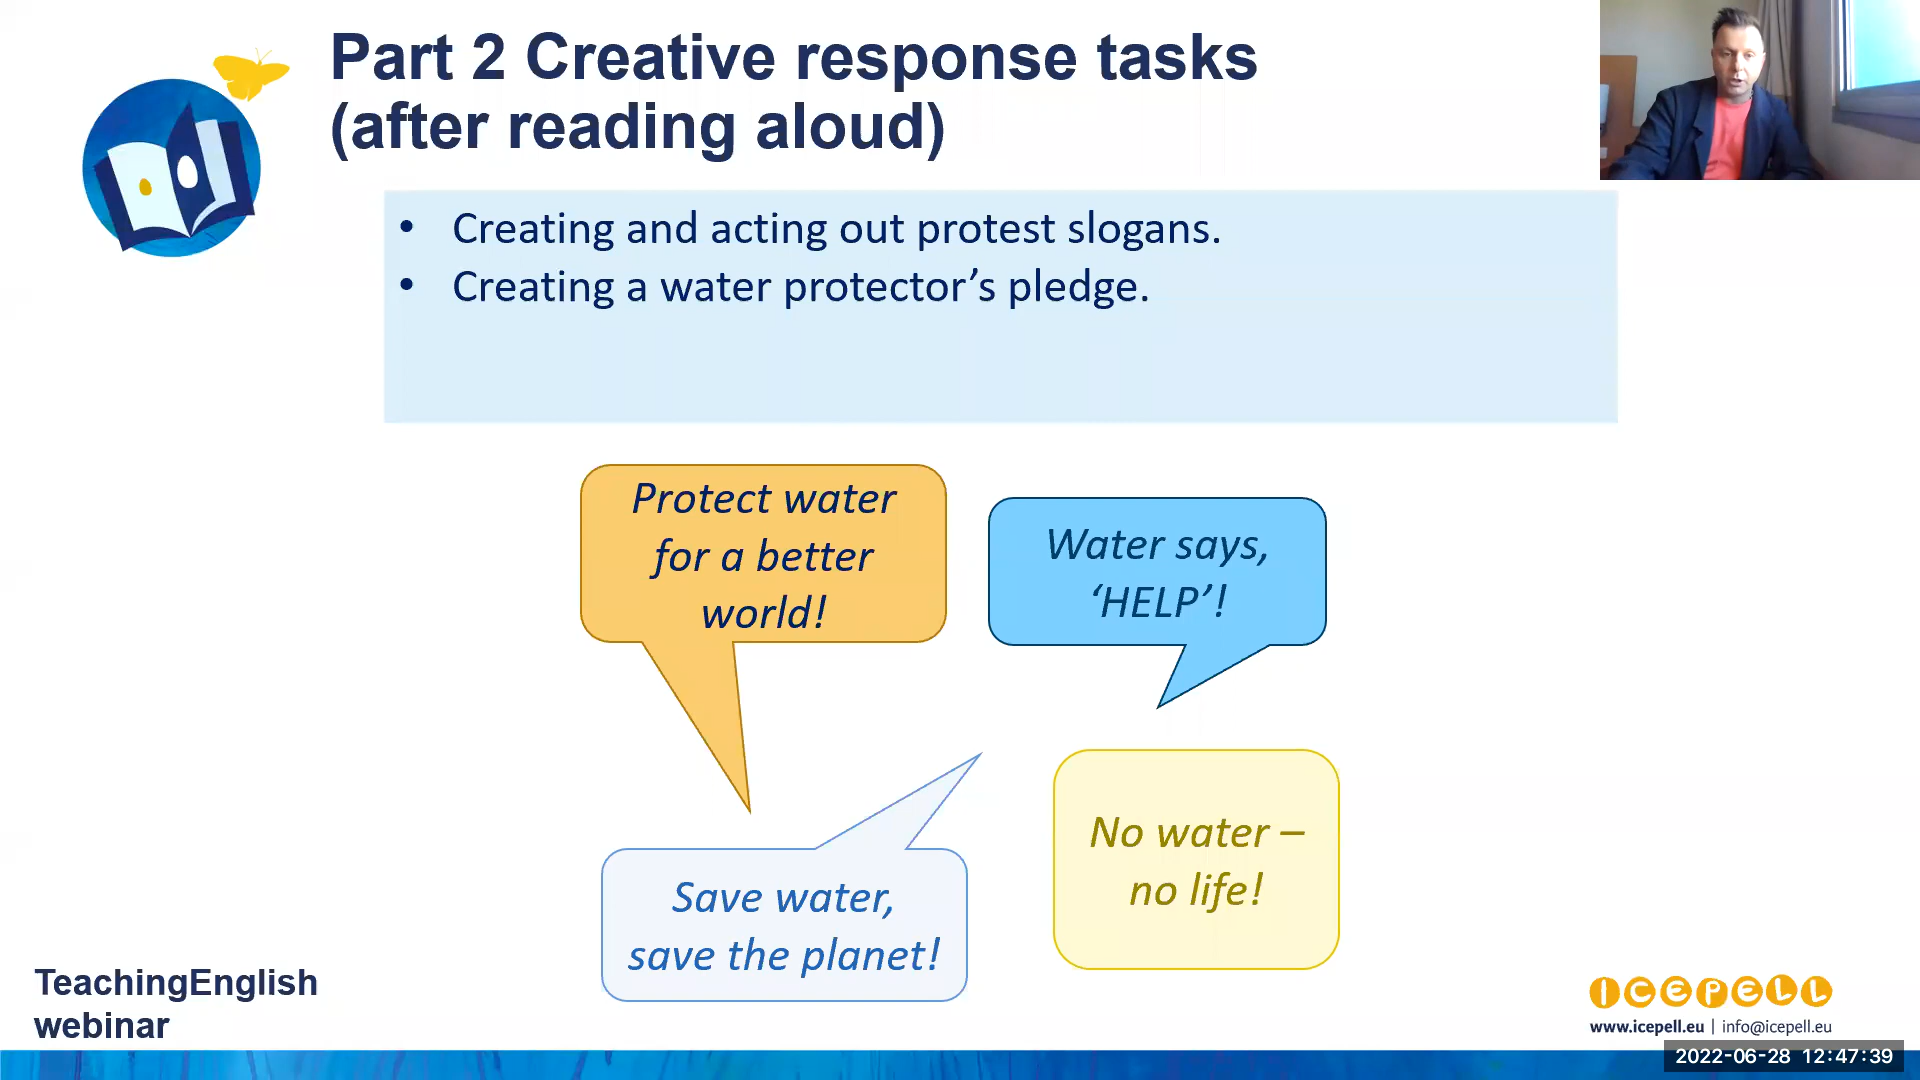 Part 2 Creative response tasks
(after reading aloud)
• Creating and acting out protest slogans.
• Creating a water protector’s pledge.
Protect water
for a better
world!
Water says,
‘HELP’!
Save water,
save the planet!
No water –
no life!
TeachingEnglish
webinar
ICEPELL
www.icepell.eu | info@icepell.eu
2022-06-28 12:47:39